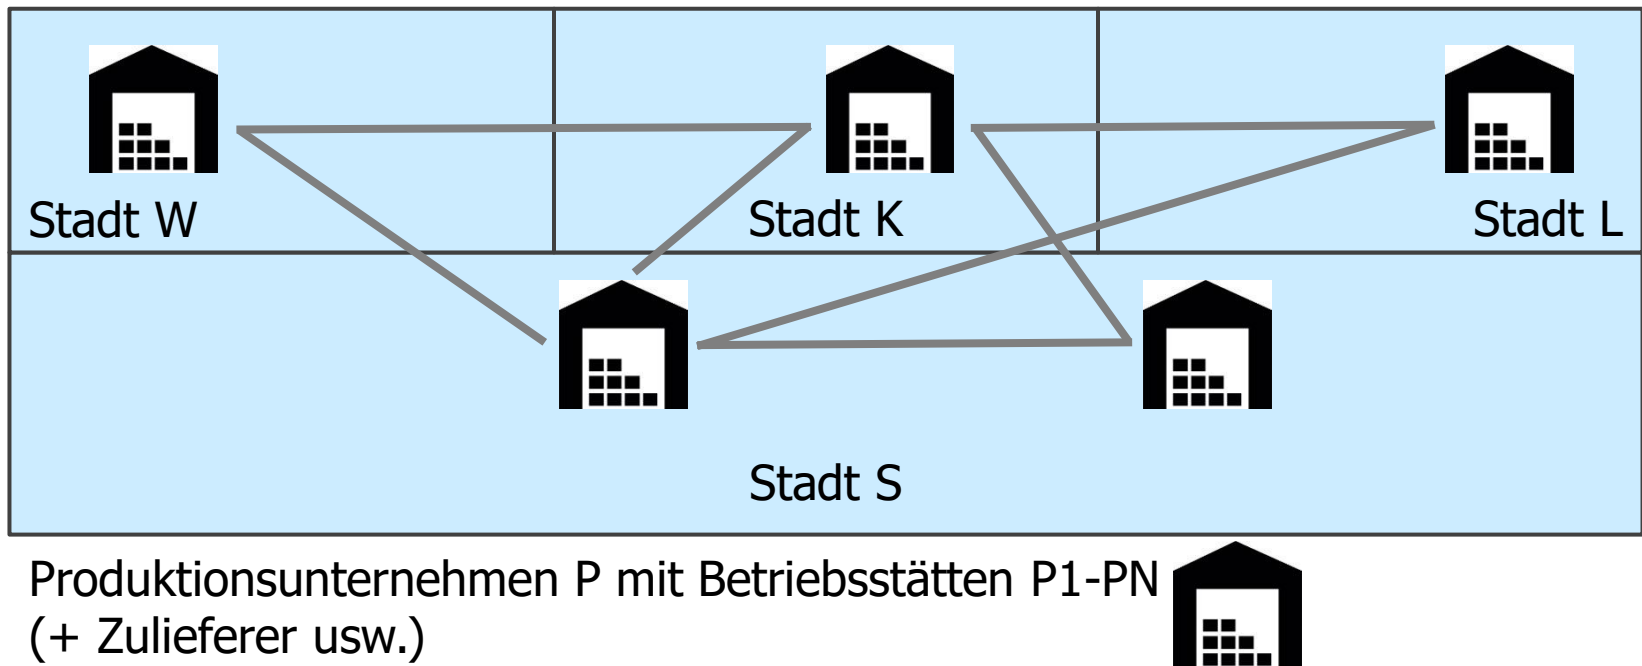 Stadt W
Stadt K
Stadt L
Stadt S
Produktionsunternehmen P mit Betriebsstätten P1-PN
(+ Zulieferer usw.)